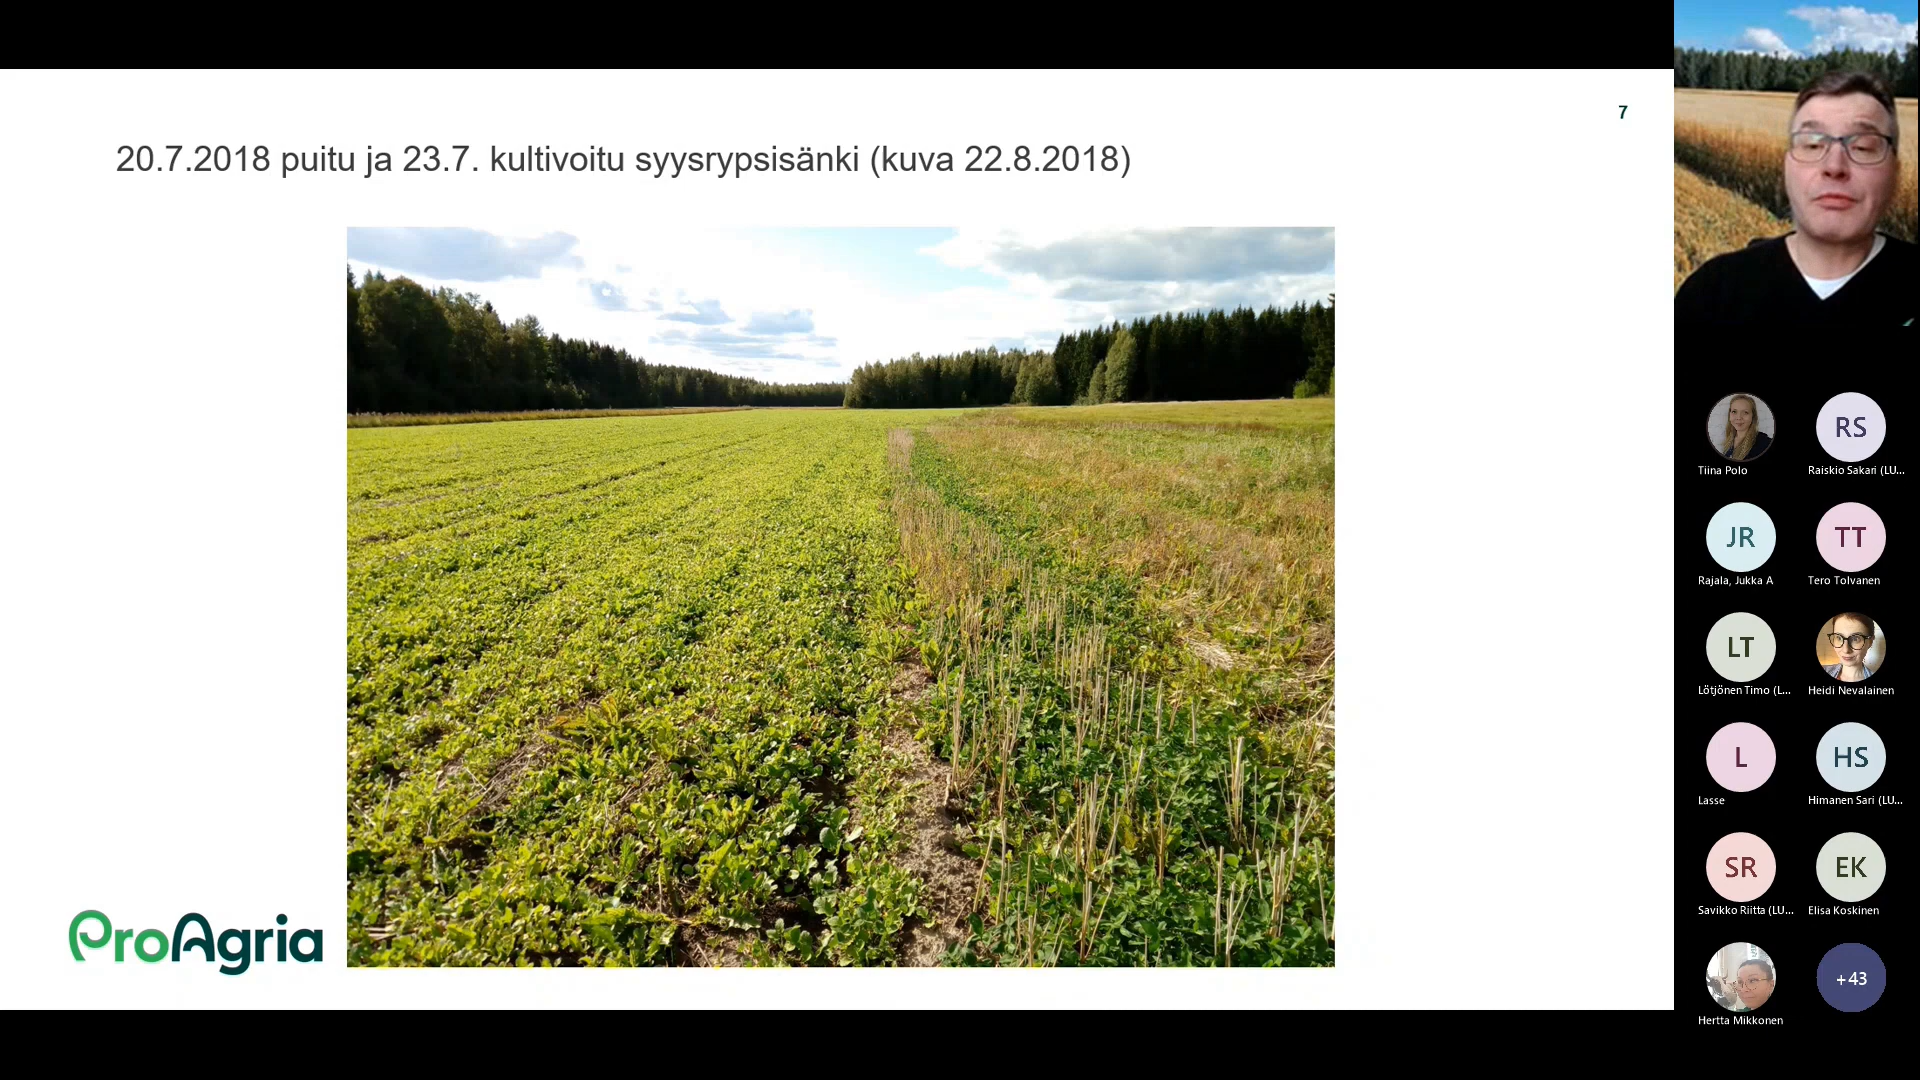 7
20.7.2018 puitu ja 23.7. kultivoitu syysrypsisänki (kuva 22.8.2018)
ProAgria
Tiina Polo
RS
Raiskio Sakari (LU...
JR
Rajala, Jukka A
TT
Tero Tolvanen
LT
Lötjönen Timo (L...
Heidi Nevalainen
L
Lasse
HS
Himanen Sari (LU...
SR
Savikko Riitta (LU...
EK
Elisa Koskinen
Hertta Mikkonen
+43